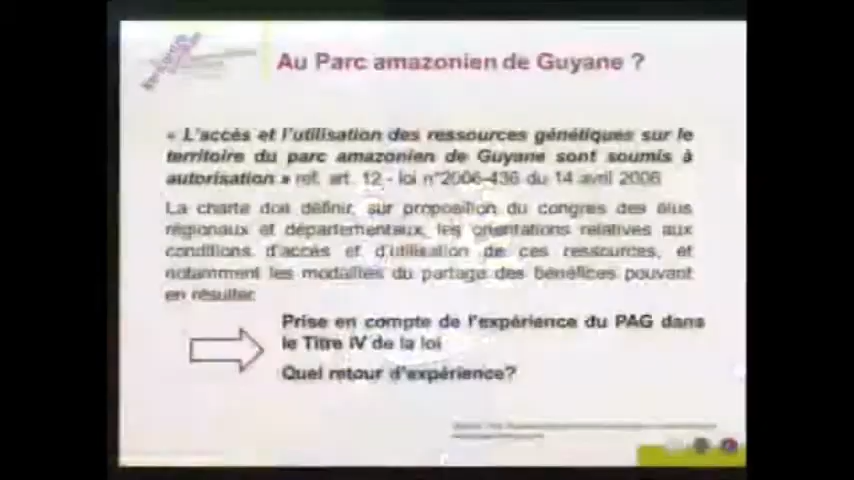 Au Parc amazonien de Guyane ?
« L'accès et l'utilisation des ressources génétiques sur le
territoire du parc amazonien de Guyane sont soumis à
autorisation » ref. art. 12 - loi n°2006-436 du 14 avril 2006
La charte doit définir, sur proposition du congres des élus
régionaux et départementaux, les orientations relatives aux
conditions d'accès et d'utilisation de ces ressources, et
notamment les modalités du partage des bénéfices pouvant
en résulter.
Prise en compte de l'expérience du PAG dans
le Titre IV de la loi
Quel retour d'expérience?